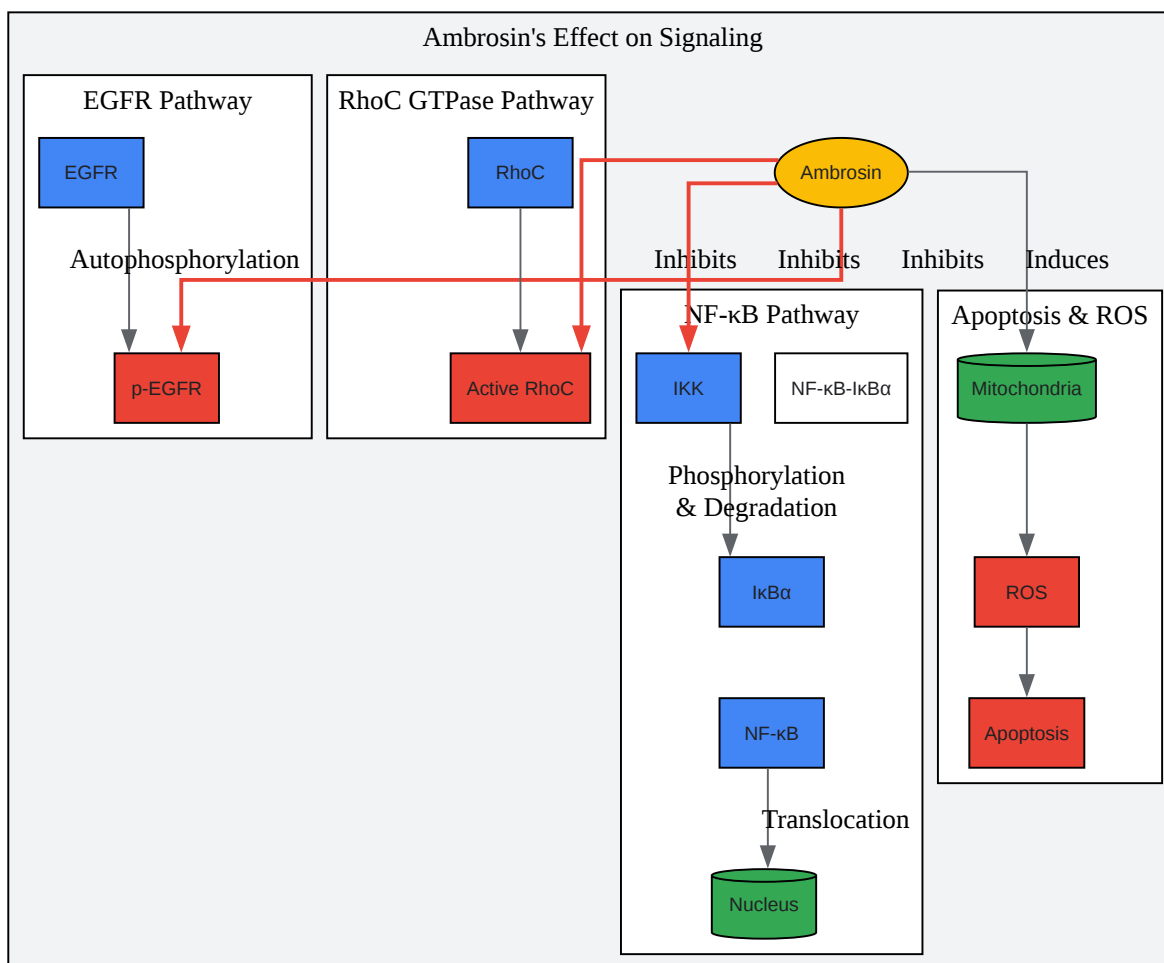 Ambrosin's Effect on Signaling
EGFR Pathway
RhoC GTPase Pathway
EGFR
RhoC
Ambrosin
Autophosphorylation
Inhibits
Inhibits
Inhibits
Induces
NF-κB Pathway
Apoptosis & ROS
p-EGFR
Active RhoC
IKK
NF-κB-IκBα
Mitochondria
Phosphorylation
& Degradation
IκBα
ROS
NF-κB
Apoptosis
Translocation
Nucleus